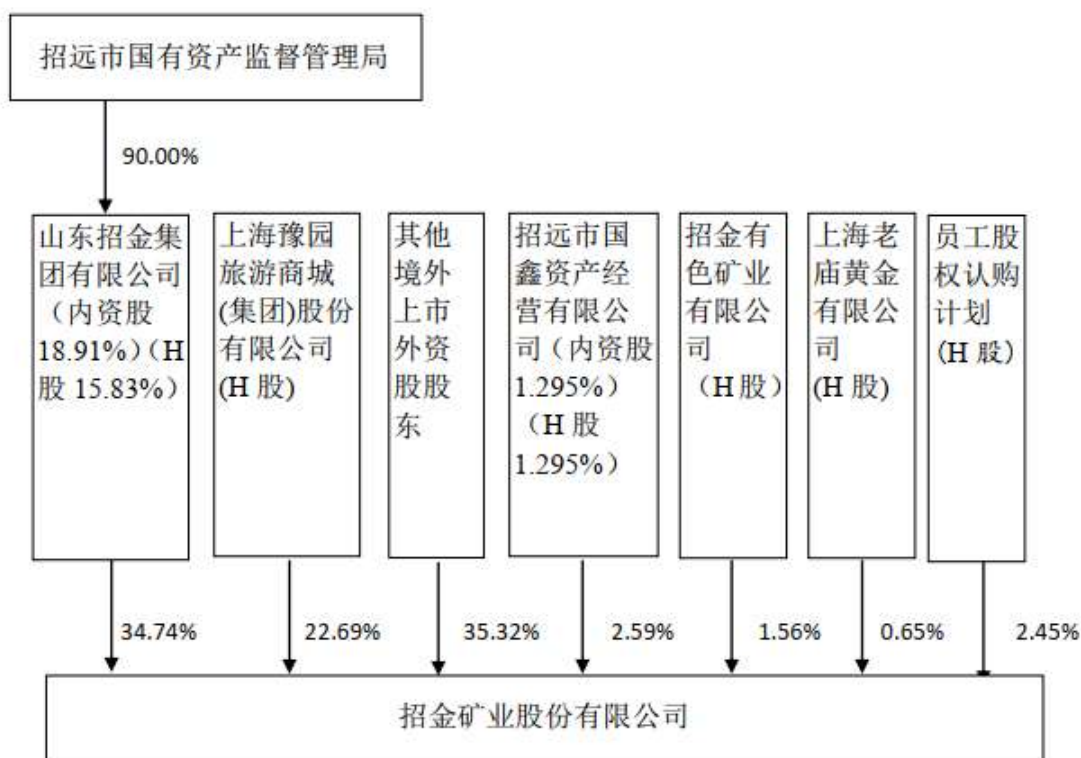 招远市国有资产监督管理局
90.00%
山东招金集
团有限公司
（内资股
18.91%）（H
股 15.83%）
上海豫园
旅游商城
(集团)股份
有限公司
(H 股)
其他
境外
上市
外资
股股
东
招远市国
鑫资产经
营有限公
司（内资股
1.295%）
（H 股
1.295%）
招金有
色矿业
有限公
司
（H 股）
上海老
庙黄金
有限公
司
(H 股)
员工股
权认购
计划
（H 股）
34.74%
22.69%
35.32%
2.59%
1.56%
0.65%
2.45%
招金矿业股份有限公司